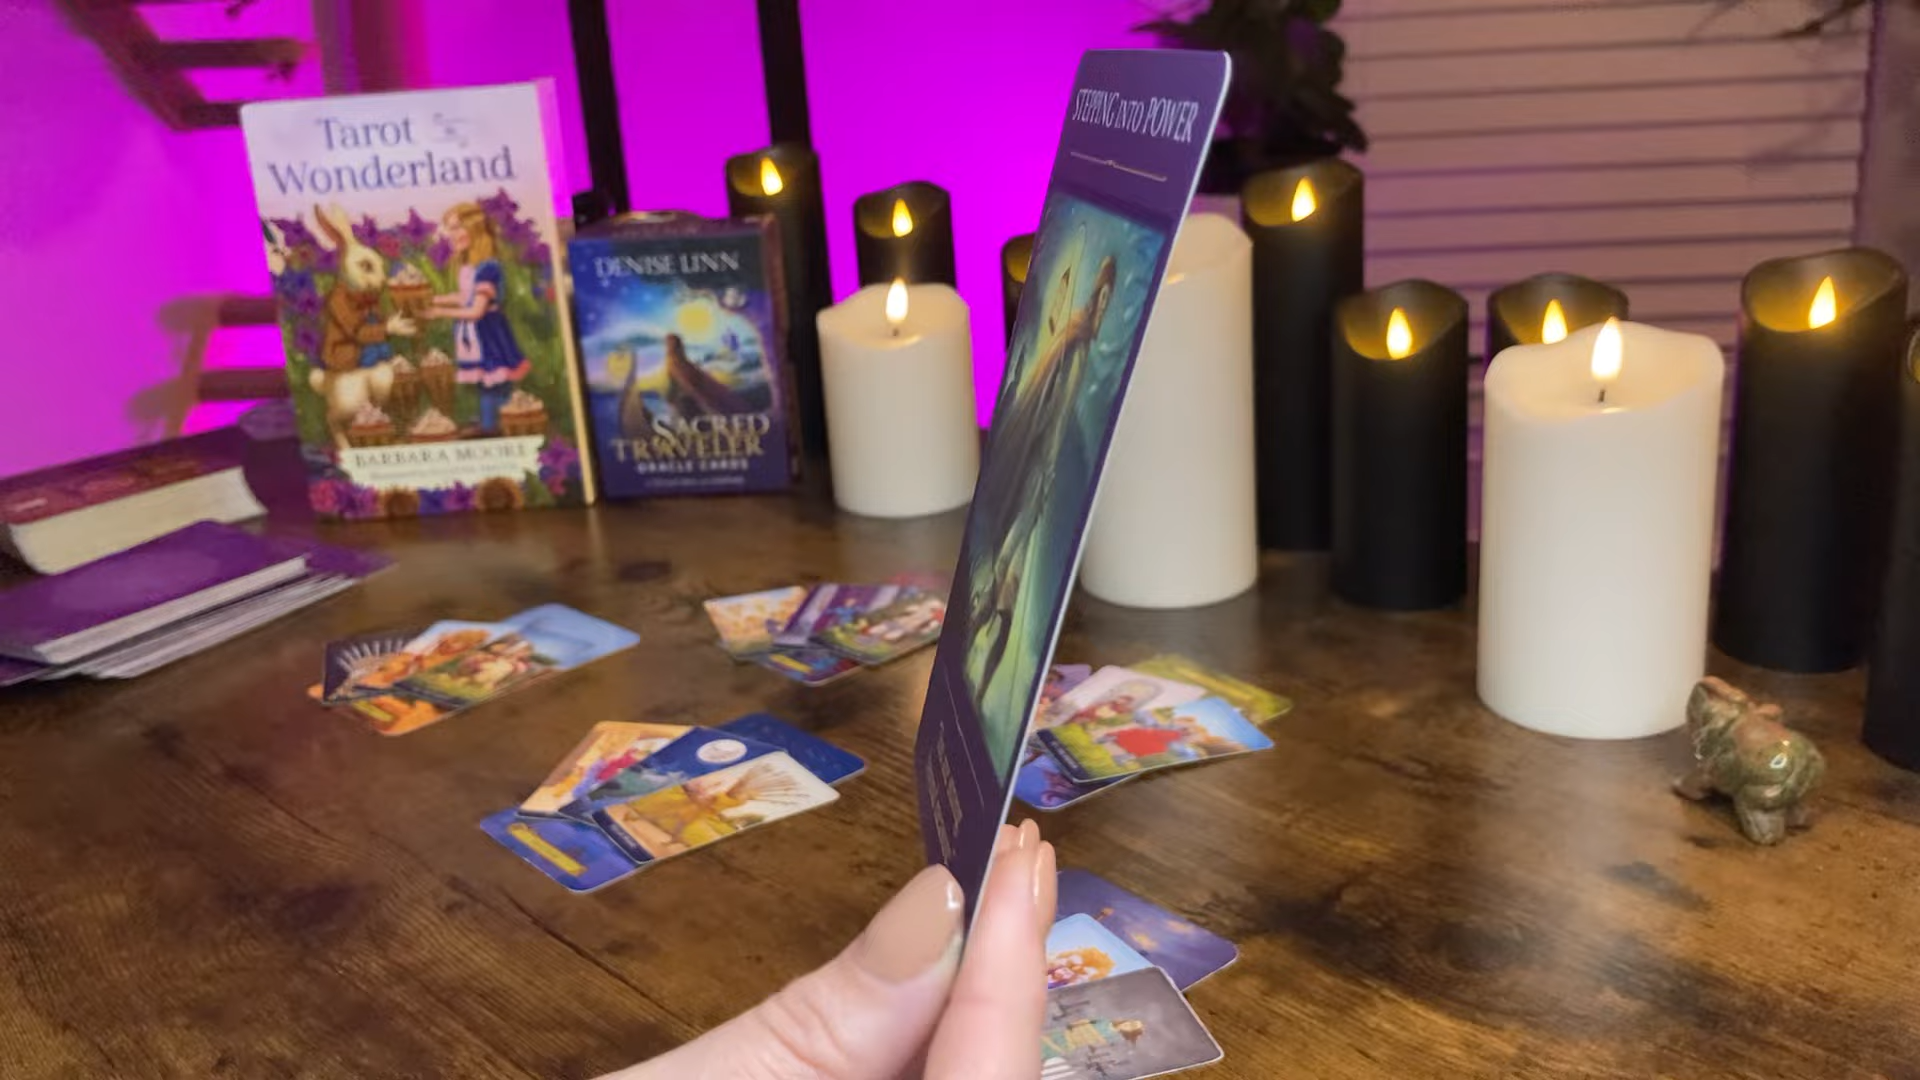 Tarot
Wonderland
BARBARA MOORE
DENISE LINN
SACRED
TRAVELER
ORACLE CARDS
STEPPING INTO POWER